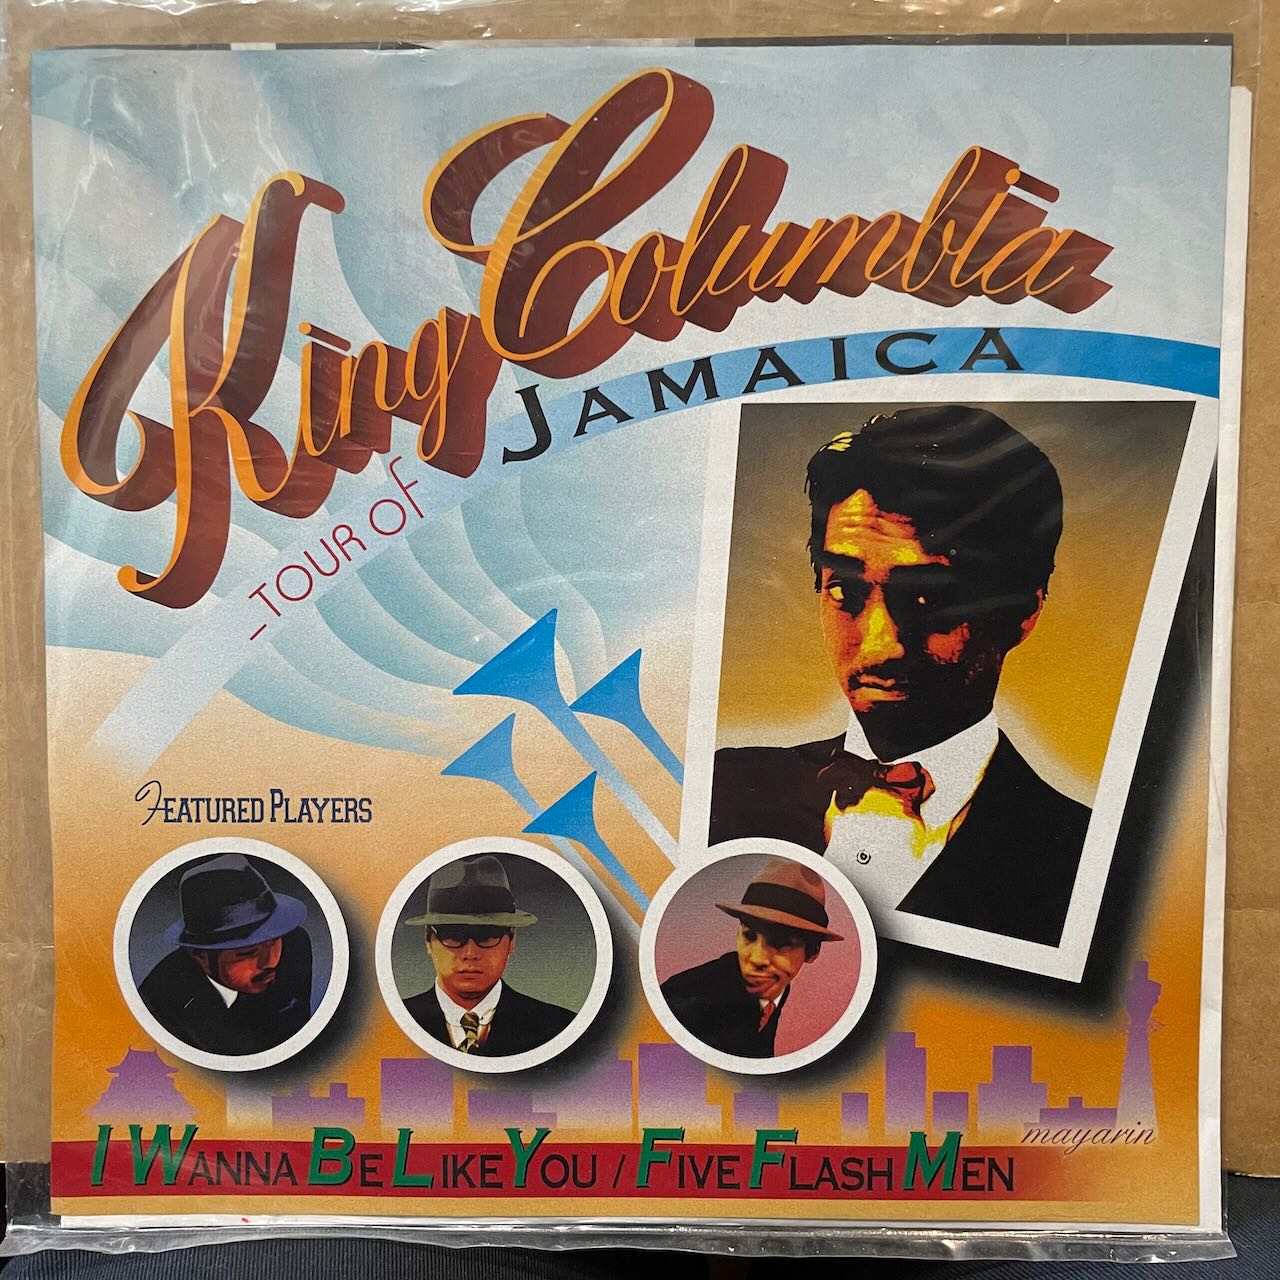 King Columbia
–TOUR OF JAMAICA
FEATURED PLAYERS
mayarin
I WANNA BE LIKE YOU / FIVE FLASH MEN